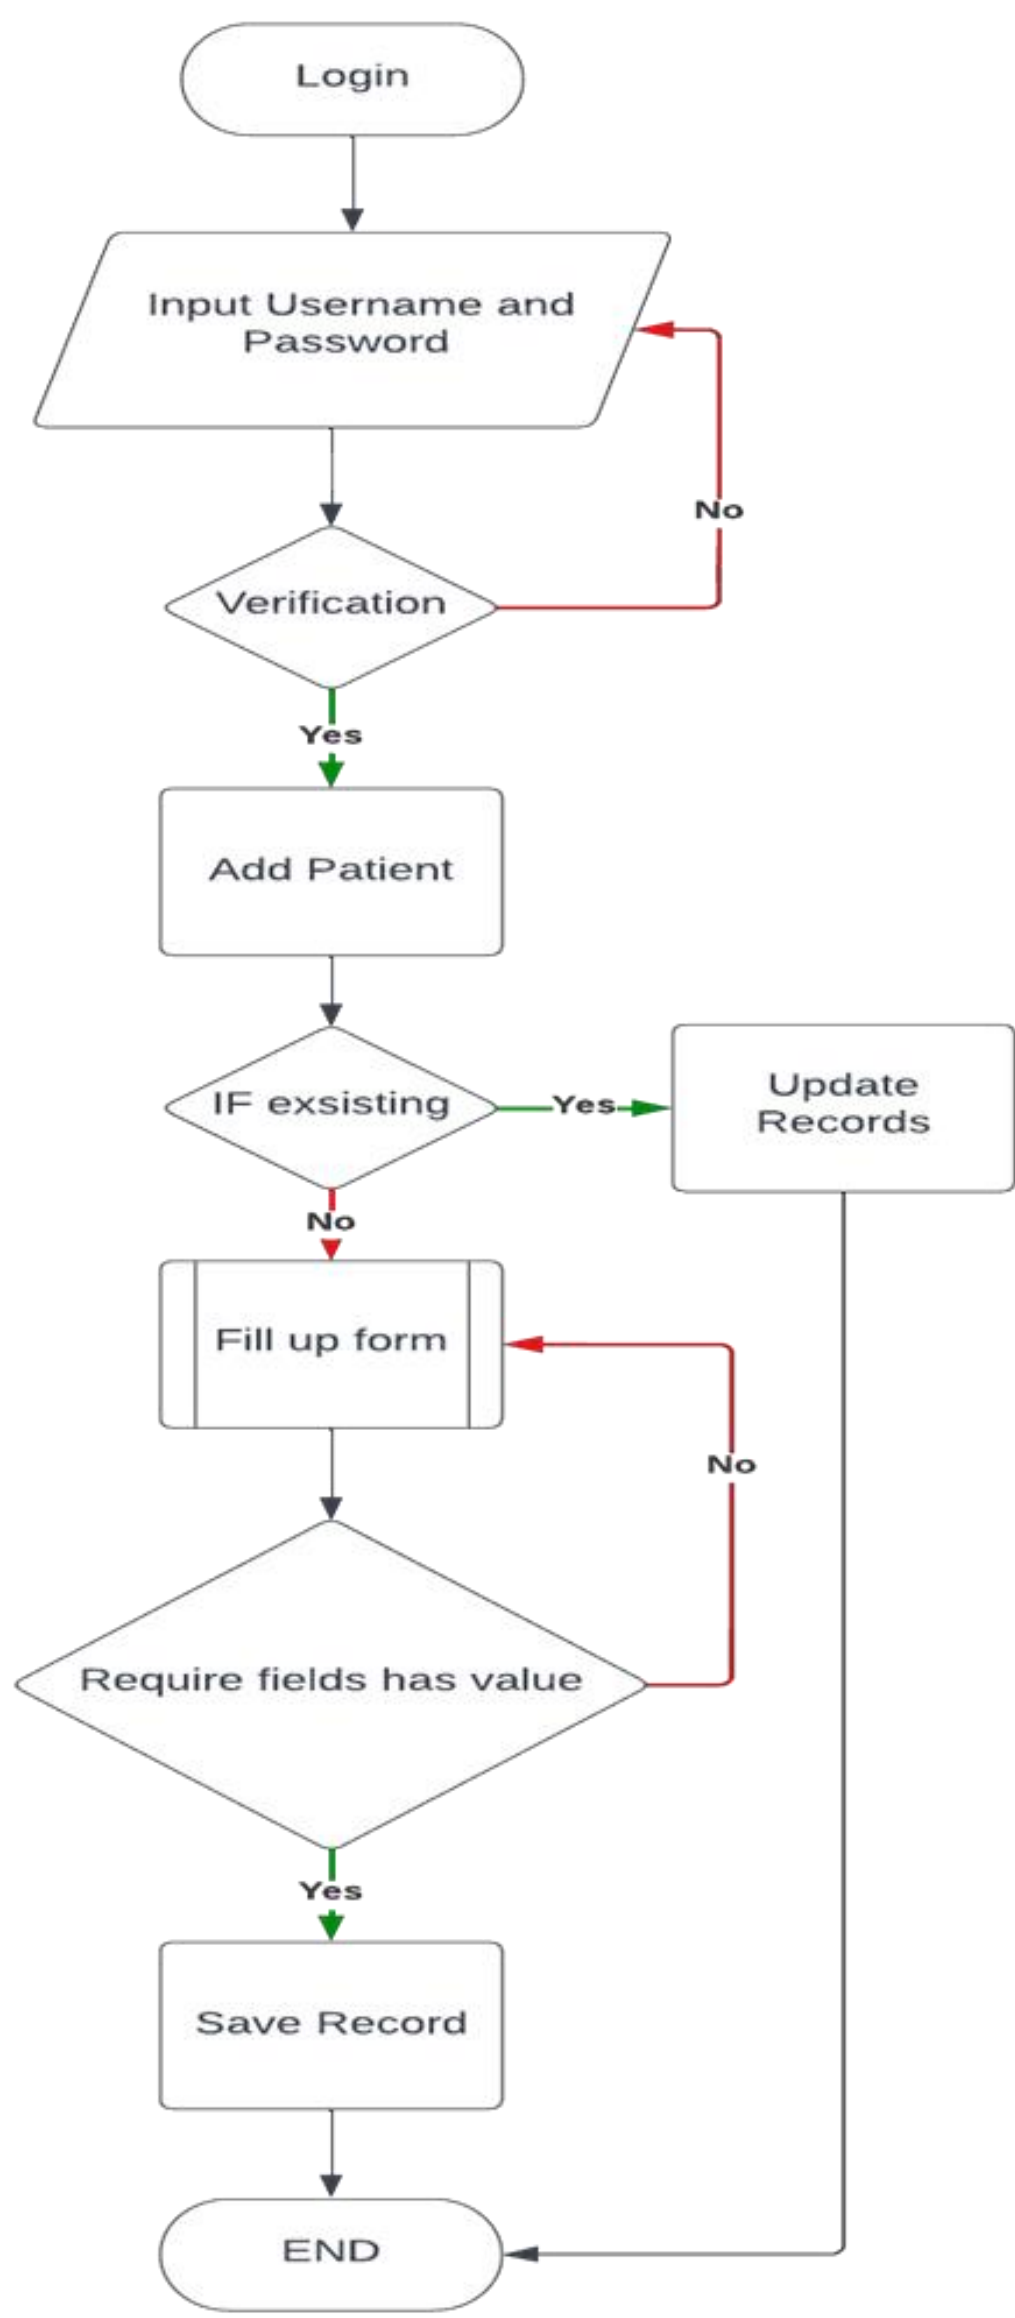 Login
Input Username and
Password
No
Verification
Yes
Add Patient
IF exsisting
Yes
Update
Records
No
Fill up form
No
Require fields has value
Yes
Save Record
END